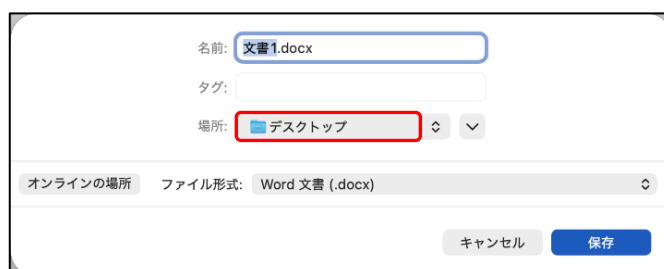 名前: 文書1.docx
タグ:
場所: デスクトップ
オンラインの場所 ファイル形式: Word 文書 (.docx)
キャンセル 保存